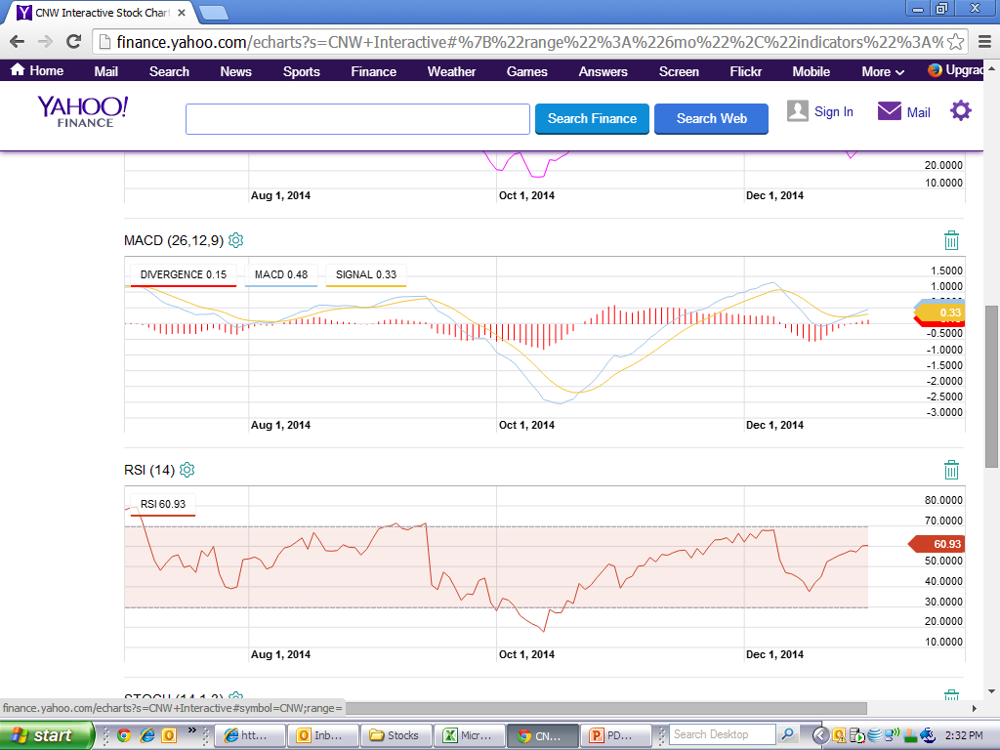 CNW Interactive Stock Char
finance.yahoo.com/echarts?s=CNW+Interactive#%7B%22range%22%3A%226mo%22%2C%22indicators%22%3A%
Home Mail Search News Sports Finance Weather Games Answers Screen Flickr Mobile More Upgrad
YAHOO!
FINANCE
Search Finance
Search Web
Sign In
Mail
20.0000
10.0000
Aug 1, 2014 Oct 1, 2014 Dec 1, 2014
MACD (26,12,9)
DIVERGENCE 0.15 MACD 0.48 SIGNAL 0.33
1.5000
1.0000
0.33
-0.5000
-1.0000
-1.5000
-2.0000
-2.5000
-3.0000
Aug 1, 2014 Oct 1, 2014 Dec 1, 2014
RSI (14)
RSI 60.93
80.0000
70.0000
60.93
50.0000
40.0000
30.0000
20.0000
10.0000
Aug 1, 2014 Oct 1, 2014 Dec 1, 2014
finance.yahoo.com/echarts?s=CNW+Interactive#symbol=CNW;range=
start » htt... Inb... Stocks Micr... CN... PD... Search Desktop 2:32 PM